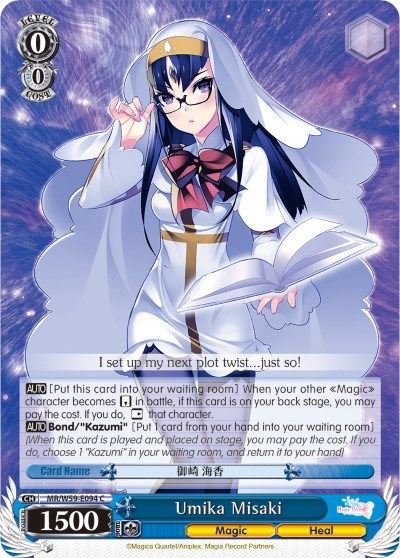 LEVEL
0
0
COST
I set up my next plot twist...just so!
AUTO [Put this card into your waiting room] When your other «Magic»
character becomes in battle, if this card is on your back stage, you may
pay the cost. If you do, that character.
AUTO Bond/"Kazumi" [Put 1 card from your hand into your waiting room]
(When this card is played and placed on stage, you may pay the cost. If you
do, choose 1 "Kazumi" in your waiting room, and return it to your hand)
Card Name 御崎 海香
CH MR/W59-E094 C
POWER 1500
Umika Misaki
Magic Heal
©Magica Quartet/Aniplex, Magia Record Partners